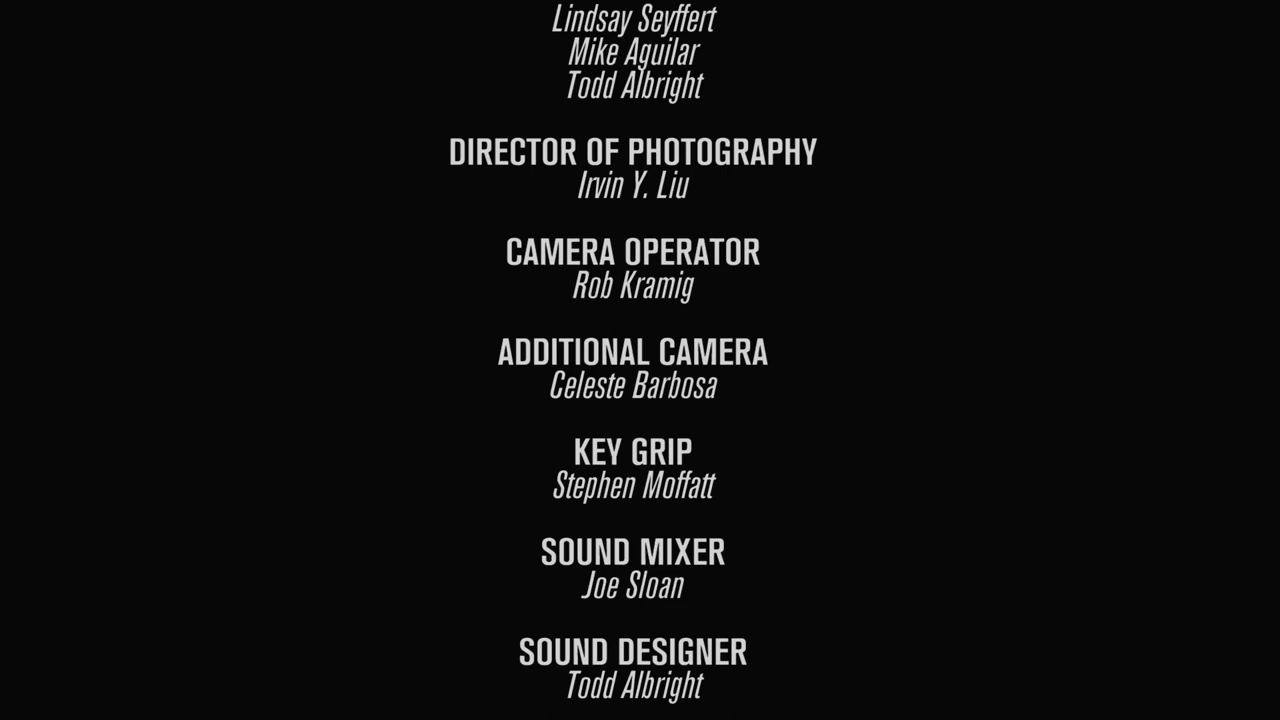 Lindsay Seyffert
Mike Aguilar
Todd Albright
DIRECTOR OF PHOTOGRAPHY
Irvin Y. Liu
CAMERA OPERATOR
Rob Kramig
ADDITIONAL CAMERA
Celeste Barbosa
KEY GRIP
Stephen Moffatt
SOUND MIXER
Joe Sloan
SOUND DESIGNER
Todd Albright